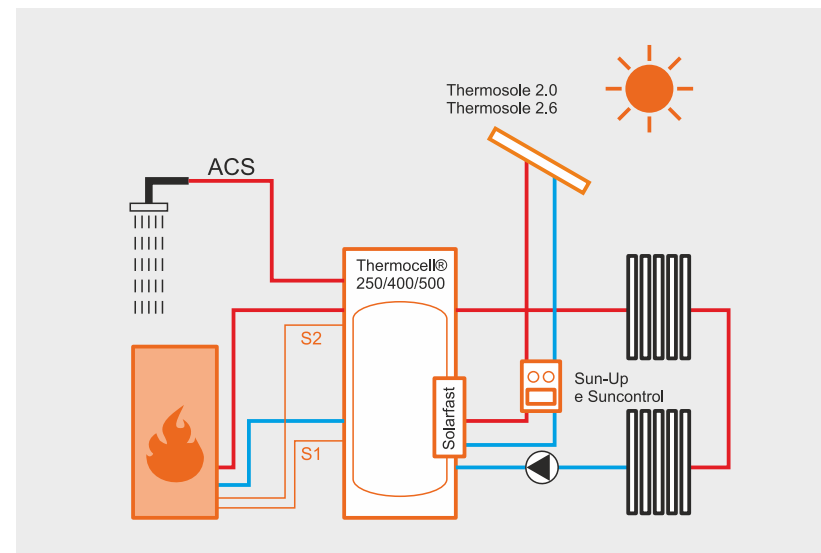 Thermosole 2.0
Thermosole 2.6
ACS
Thermocell®
250/400/500
S2
Sun-Up
e Suncontrol
Solarfast
S1